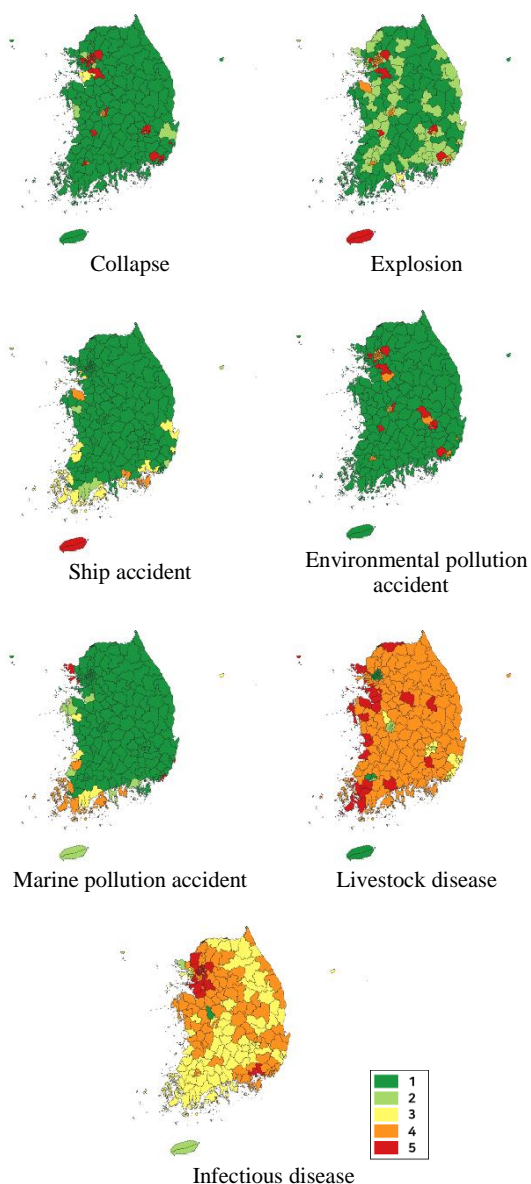 Collapse
Explosion
Ship accident
Environmental pollution
accident
Marine pollution accident
Livestock disease
1
2
3
4
5
Infectious disease